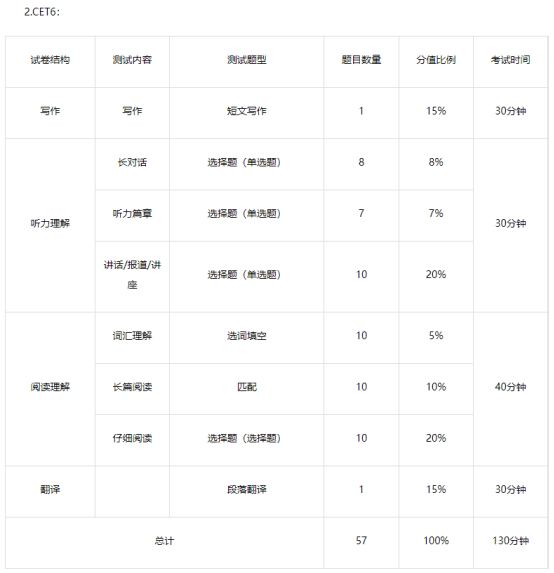 2.CET6：
试卷结构 测试内容 测试题型 题目数量 分值比例 考试时间
写作 写作 短文写作 1 15% 30分钟
听力理解 长对话 选择题（单选题） 8 8% 30分钟
听力篇章 选择题（单选题） 7 7%
讲话/报道/讲
座 选择题（单选题） 10 20%
阅读理解 词汇理解 选词填空 10 5% 40分钟
长篇阅读 匹配 10 10%
仔细阅读 选择题（选择题） 10 20%
翻译 段落翻译 1 15% 30分钟
总计 57 100% 130分钟